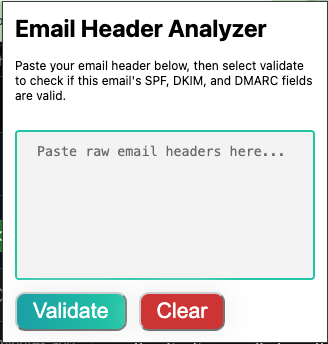 Email Header Analyzer
Paste your email header below, then select validate
to check if this email's SPF, DKIM, and DMARC fields
are valid.
Paste raw email headers here...
Validate Clear